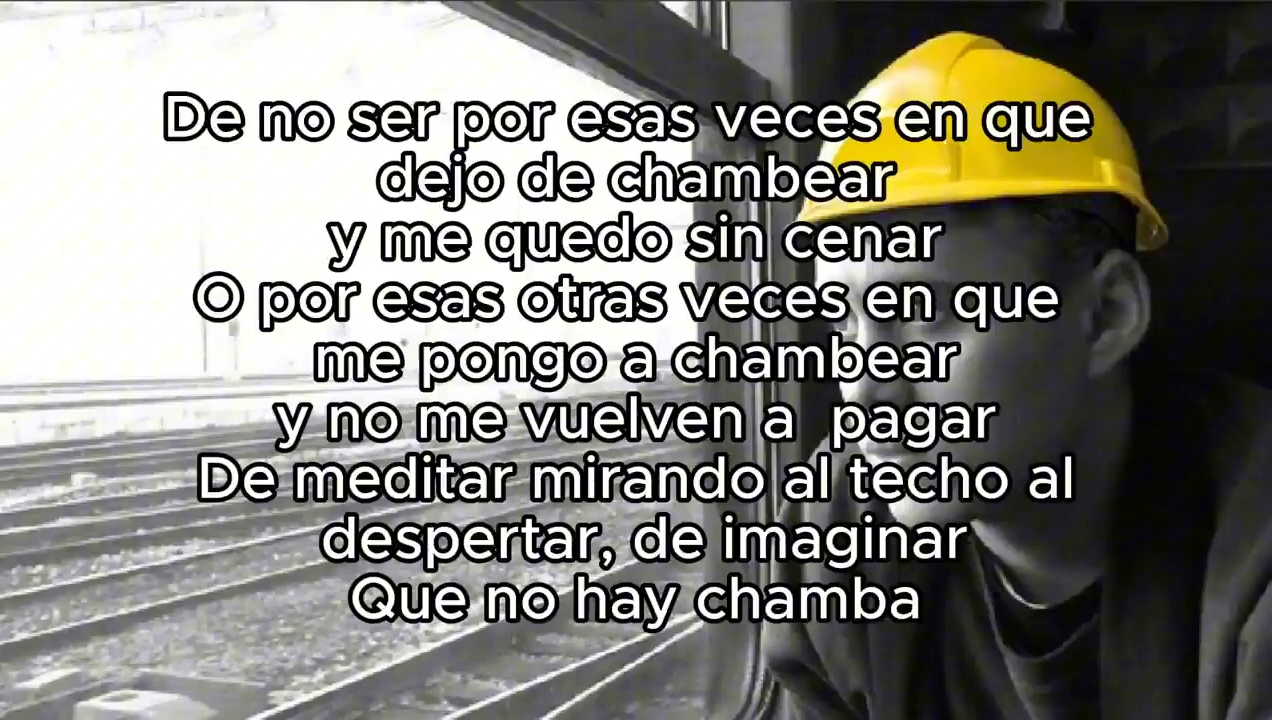 De no ser por esas veces en que
dejo de chambear
y me quedo sin cenar
O por esas otras veces en que
me pongo a chambear
y no me vuelven a  pagar
De meditar mirando al techo al
despertar, de imaginar
Que no hay chamba